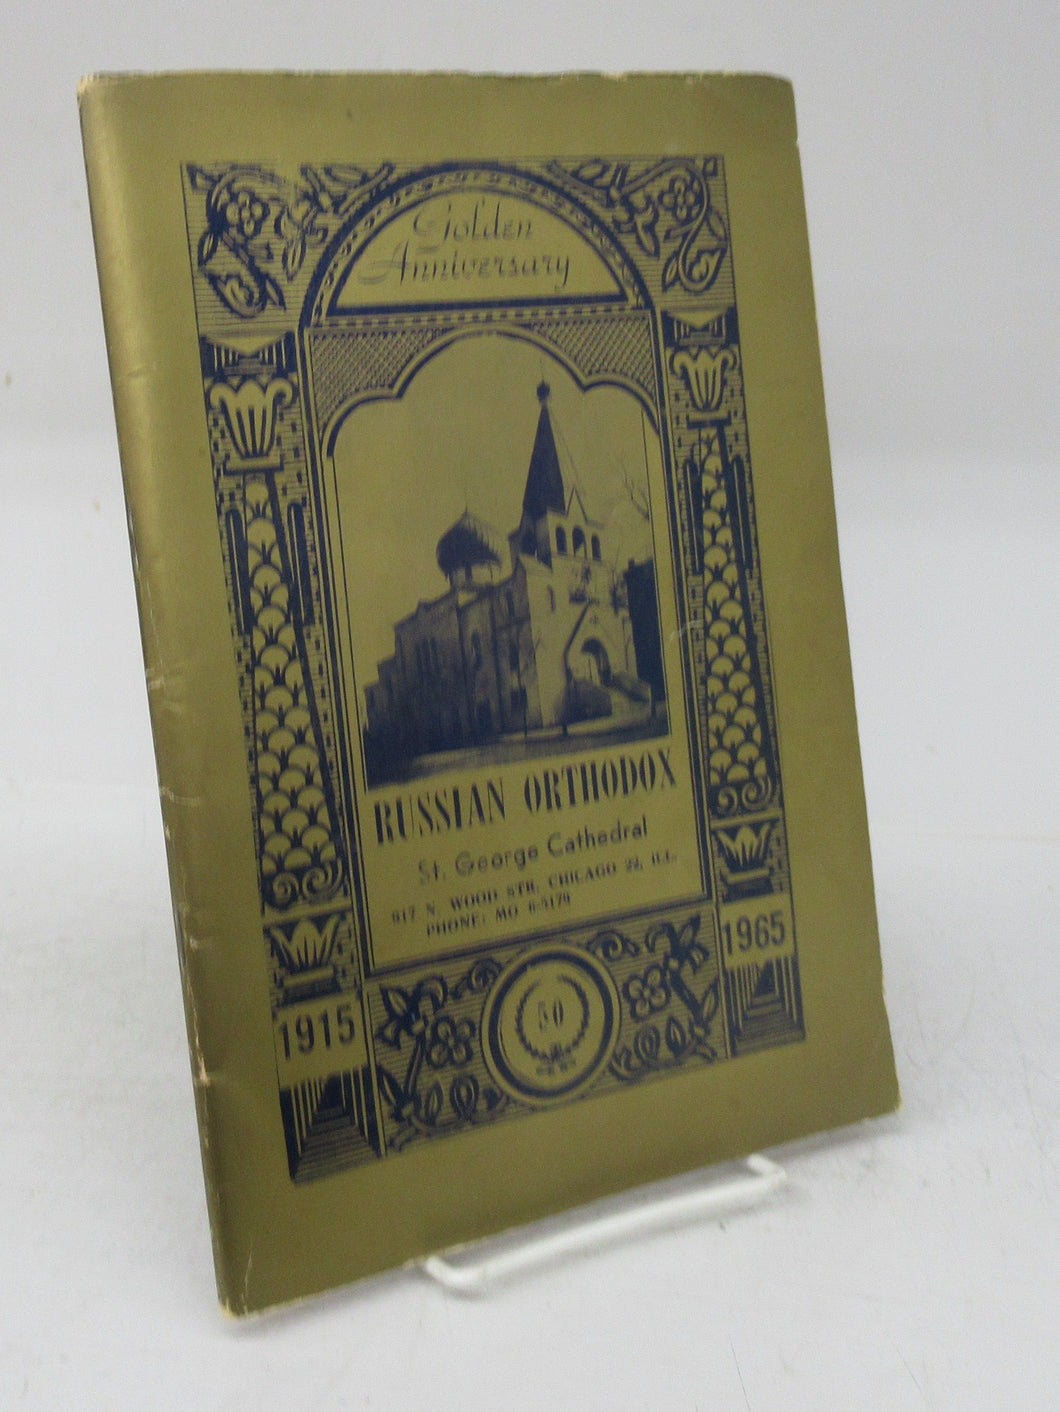 Golden
Anniversary
RUSSIAN ORTHODOX
St. George Cathedral
917 N. WOOD STR. CHICAGO 22, ILL.
PHONE: MO 6-5179
1915
50
1965